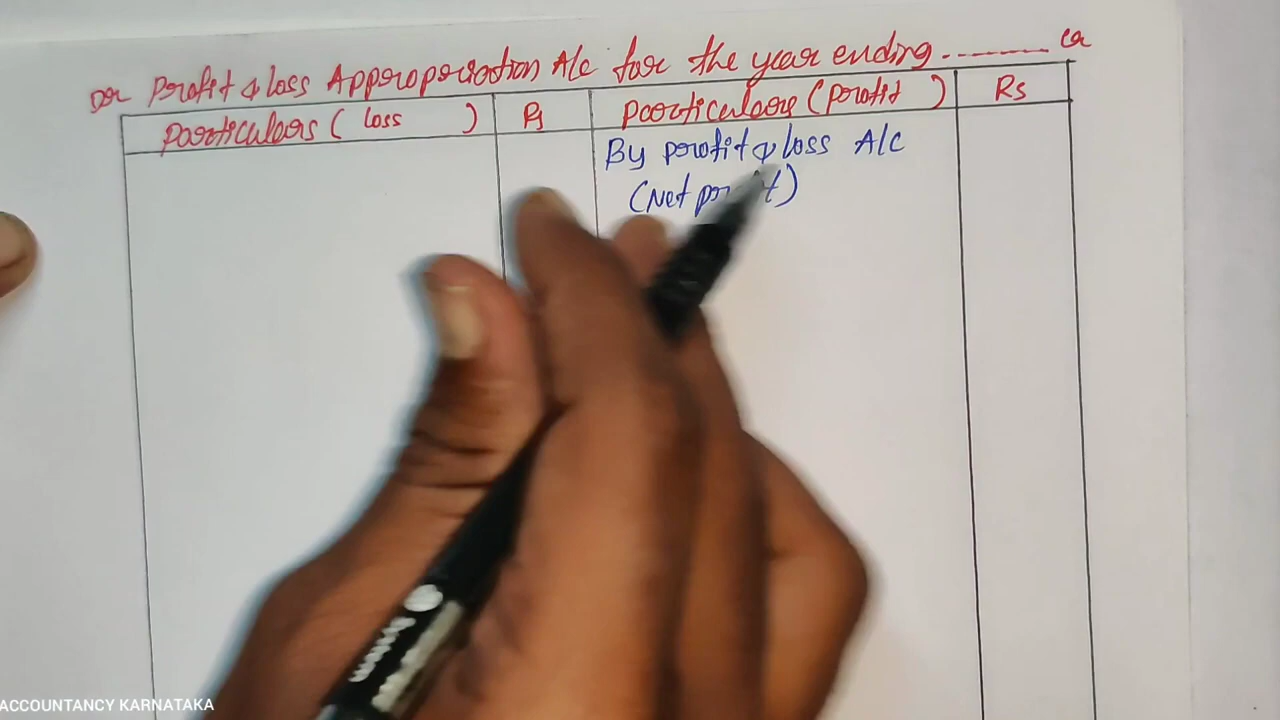 Dr Profit & loss Appropriation A/c for the year ending ......... Cr
Particulars ( loss ) Rs Particulars ( profit ) Rs
By profit & loss A/c
(Net profit)
ACCOUNTANCY KARNATAKA